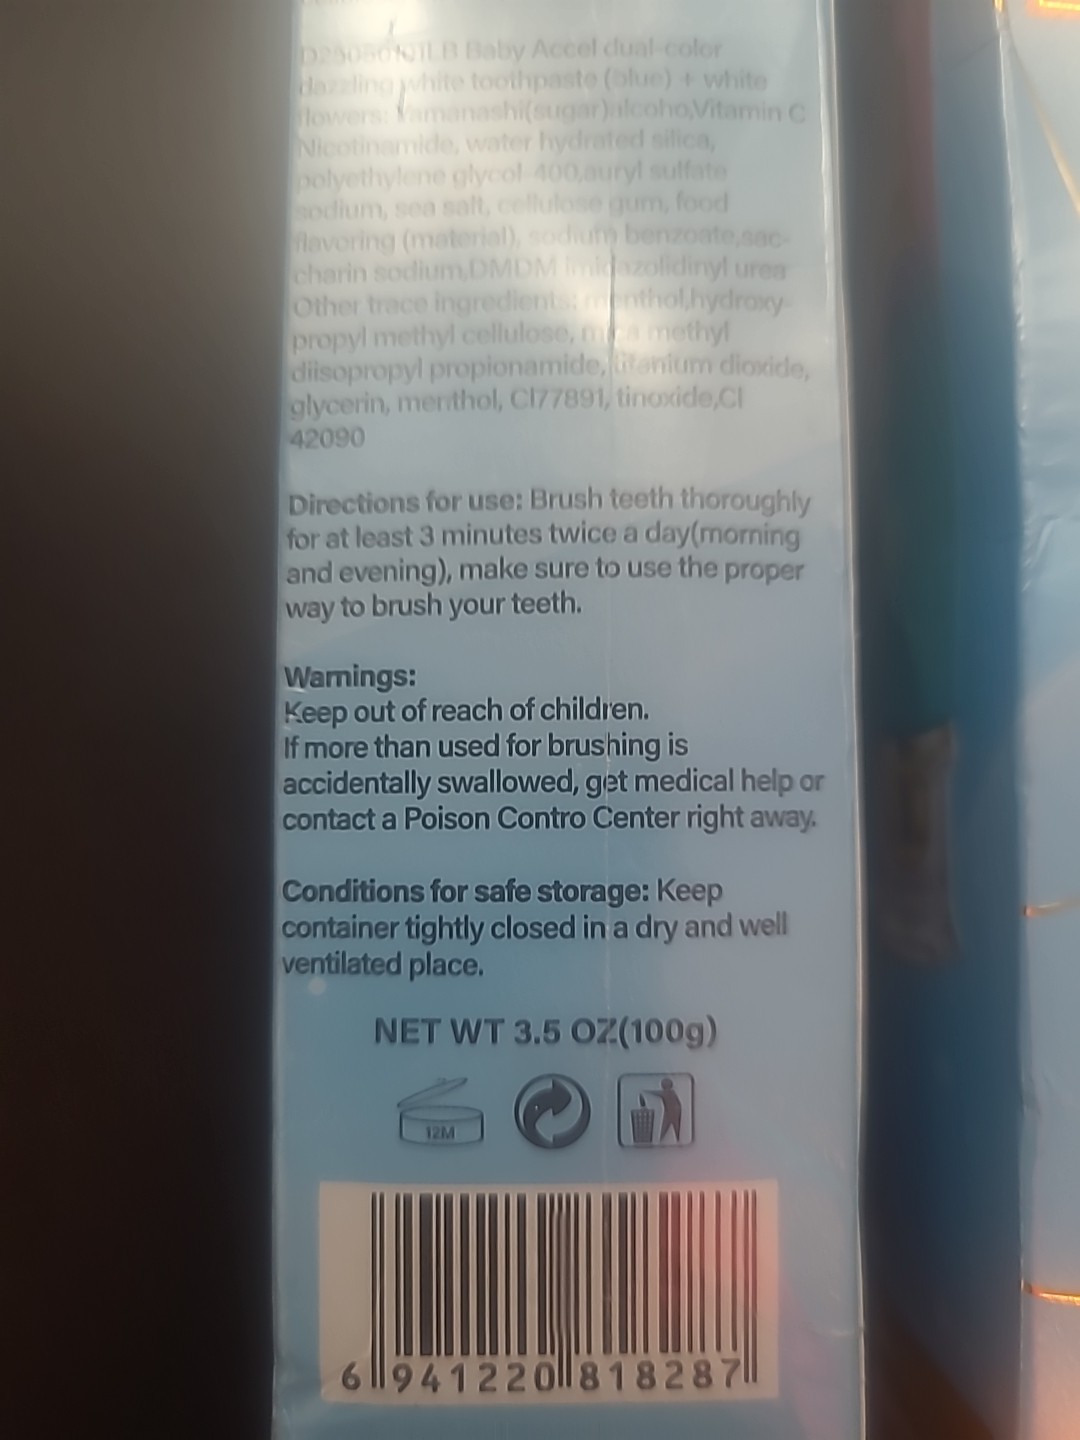 Baby Accel dual-color
dazzling white toothpaste (blue) + white
flowers: Yamanashi(sugar)alcoho,Vitamin C
Nicotinamide, water hydrated silica,
polyethylene glycol-400,auryl sulfate
sodium, sea salt, cellulose gum, food
flavoring (material), sodium benzoate,sac-
charin sodium,DMDM imidazolidinyl urea
Other trace ingredients: menthol,hydroxy-
propyl methyl cellulose, mica methyl
diisopropyl propionamide, titanium dioxide,
glycerin, menthol, CI77891, tinoxide,CI
42090
Directions for use: Brush teeth thoroughly
for at least 3 minutes twice a day(morning
and evening), make sure to use the proper
way to brush your teeth.
Warnings:
Keep out of reach of children.
If more than used for brushing is
accidentally swallowed, get medical help or
contact a Poison Contro Center right away.
Conditions for safe storage: Keep
container tightly closed in a dry and well
ventilated place.
NET WT 3.5 OZ(100g)
12M
6 941220 818287